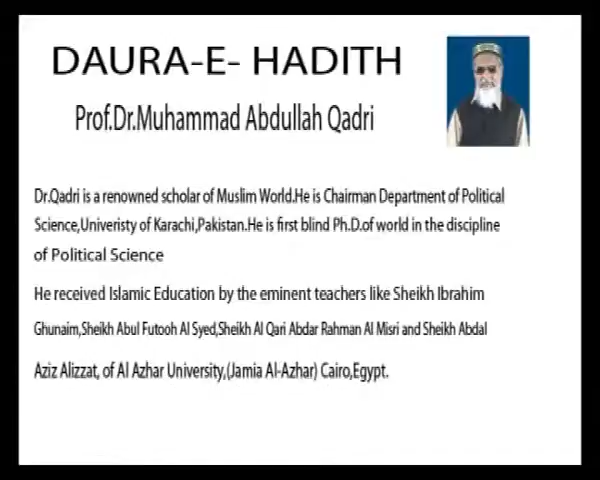 DAURA-E- HADITH
Prof.Dr.Muhammad Abdullah Qadri
Dr.Qadri is a renowned scholar of Muslim World.He is Chairman Department of Political
Science,Univeristy of Karachi,Pakistan.He is first blind Ph.D.of world in the discipline
of Political Science
He received Islamic Education by the eminent teachers like Sheikh Ibrahim
Ghunaim,Sheikh Abul Futooh Al Syed,Sheikh Al Qari Abdar Rahman Al Misri and Sheikh Abdal
Aziz Alizzat, of Al Azhar University,(Jamia Al-Azhar) Cairo,Egypt.